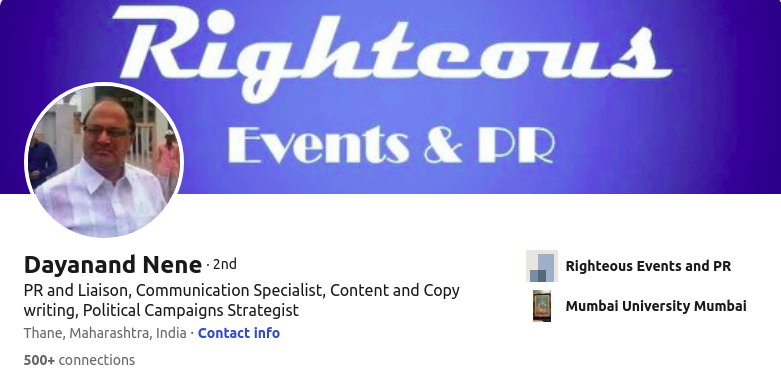 Righteous
Events & PR
Dayanand Nene · 2nd
PR and Liaison, Communication Specialist, Content and Copy
writing, Political Campaigns Strategist
Thane, Maharashtra, India · Contact info
500+ connections
Righteous Events and PR
Mumbai University Mumbai